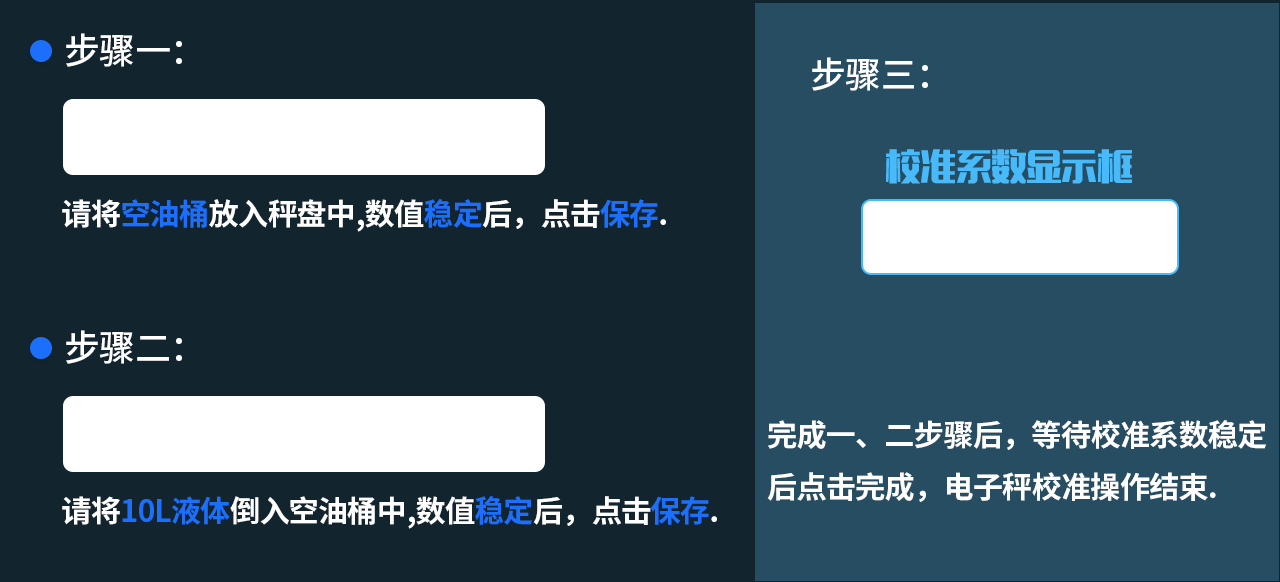 步骤一：
请将空油桶放入秤盘中,数值稳定后，点击保存.
步骤二：
请将10L液体倒入空油桶中,数值稳定后，点击保存.
步骤三：
校准系数显示框
完成一、二步骤后，等待校准系数稳定
后点击完成，电子秤校准操作结束.